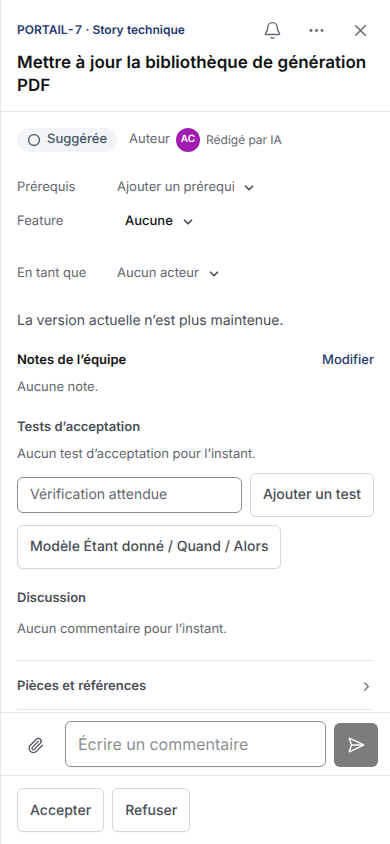 PORTAIL-7 · Story technique
Mettre à jour la bibliothèque de génération
PDF
Suggérée
Auteur
AC
Rédigé par IA
Prérequis
Ajouter un prérequi
Feature
Aucune
En tant que
Aucun acteur
La version actuelle n’est plus maintenue.
Notes de l’équipe
Modifier
Aucune note.
Tests d’acceptation
Aucun test d’acceptation pour l’instant.
Vérification attendue
Ajouter un test
Modèle Étant donné / Quand / Alors
Discussion
Aucun commentaire pour l’instant.
Pièces et références
Écrire un commentaire
Accepter
Refuser